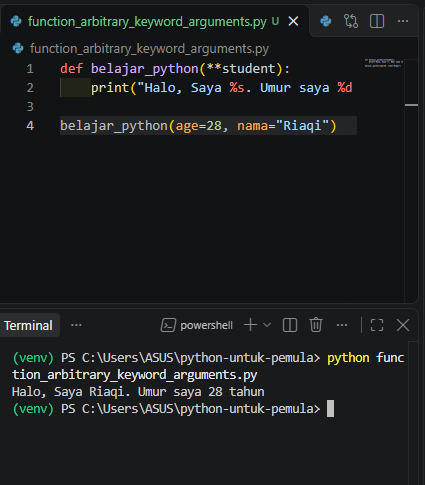 function_arbitrary_keyword_arguments.py U
function_arbitrary_keyword_arguments.py
1 def belajar_python(**student):
2 print("Halo, Saya %s. Umur saya %d
3
4 belajar_python(age=28, nama="Riaqi")
Terminal
powershell
(venv) PS C:\Users\ASUS\python-untuk-pemula> python func
tion_arbitrary_keyword_arguments.py
Halo, Saya Riaqi. Umur saya 28 tahun
(venv) PS C:\Users\ASUS\python-untuk-pemula>